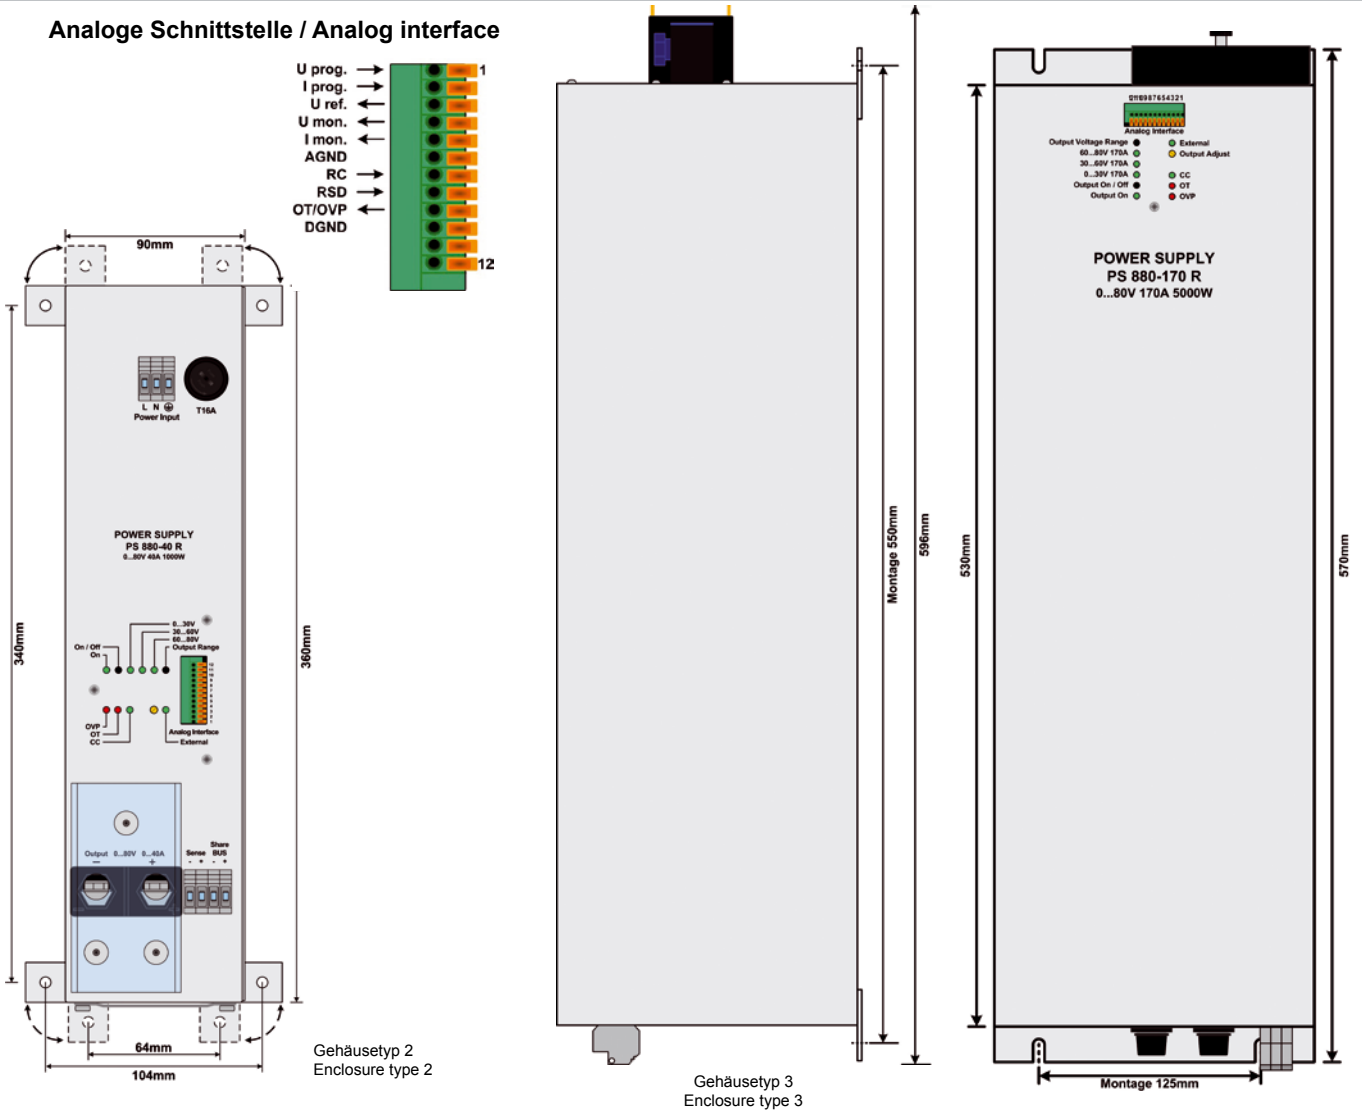 Analoge Schnittstelle / Analog interface
U prog.
I prog.
U ref.
U mon.
I mon.
AGND
RC
RSD
OT/OVP
DGND
1
12
90mm
340mm
360mm
L N
Power Input
T16A
POWER SUPPLY
PS 880-40 R
0...80V 40A 1000W
0...30V
30...60V
60...80V
Output Range
On / Off
On
OVP
OT
CC
Analog Interface
External
Output 0...80V 0...40A
− +
Sense
- +
Share
BUS
- +
64mm
104mm
Gehäusetyp 2
Enclosure type 2
Montage 550mm
596mm
Gehäusetyp 3
Enclosure type 3
530mm
570mm
121110987654321
Analog Interface
Output Voltage Range
60...80V 170A
30...60V 170A
0...30V 170A
Output On / Off
Output On
External
Output Adjust
CC
OT
OVP
POWER SUPPLY
PS 880-170 R
0...80V 170A 5000W
Montage 125mm